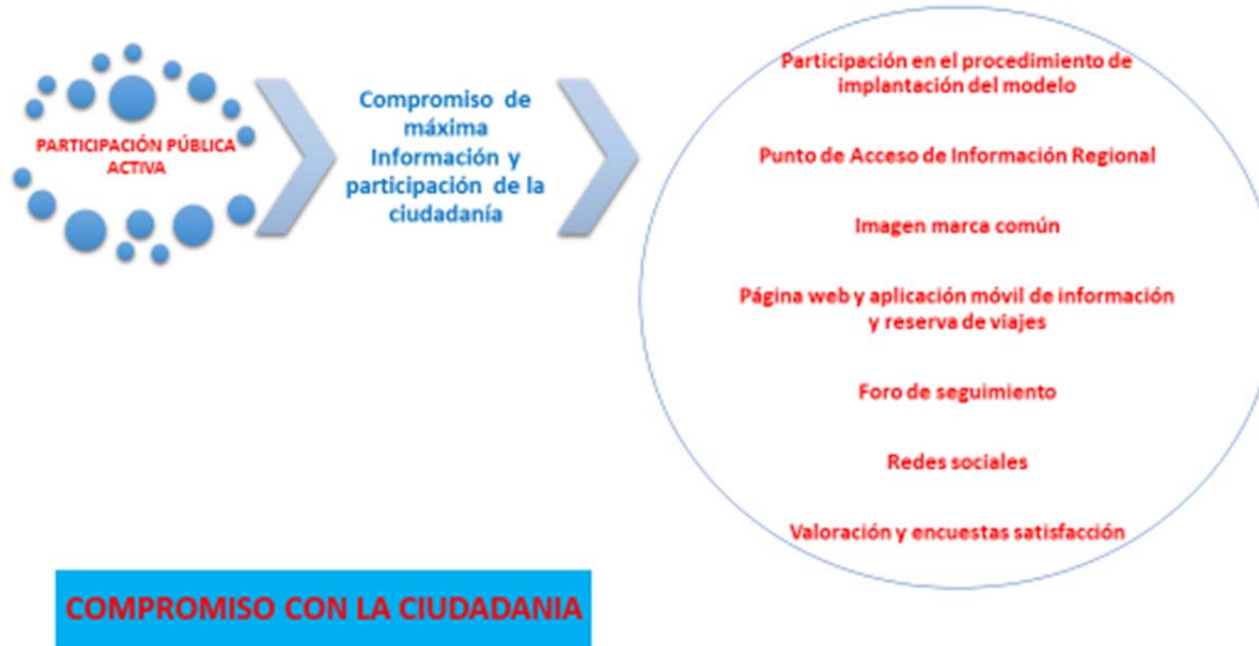 PARTICIPACIÓN PÚBLICA
ACTIVA
Compromiso de
máxima
Información y
participación de la
ciudadanía
Participación en el procedimiento de
implantación del modelo
Punto de Acceso de Información Regional
Imagen marca común
Página web y aplicación móvil de información
y reserva de viajes
Foro de seguimiento
Redes sociales
Valoración y encuestas satisfacción
COMPROMISO CON LA CIUDADANIA